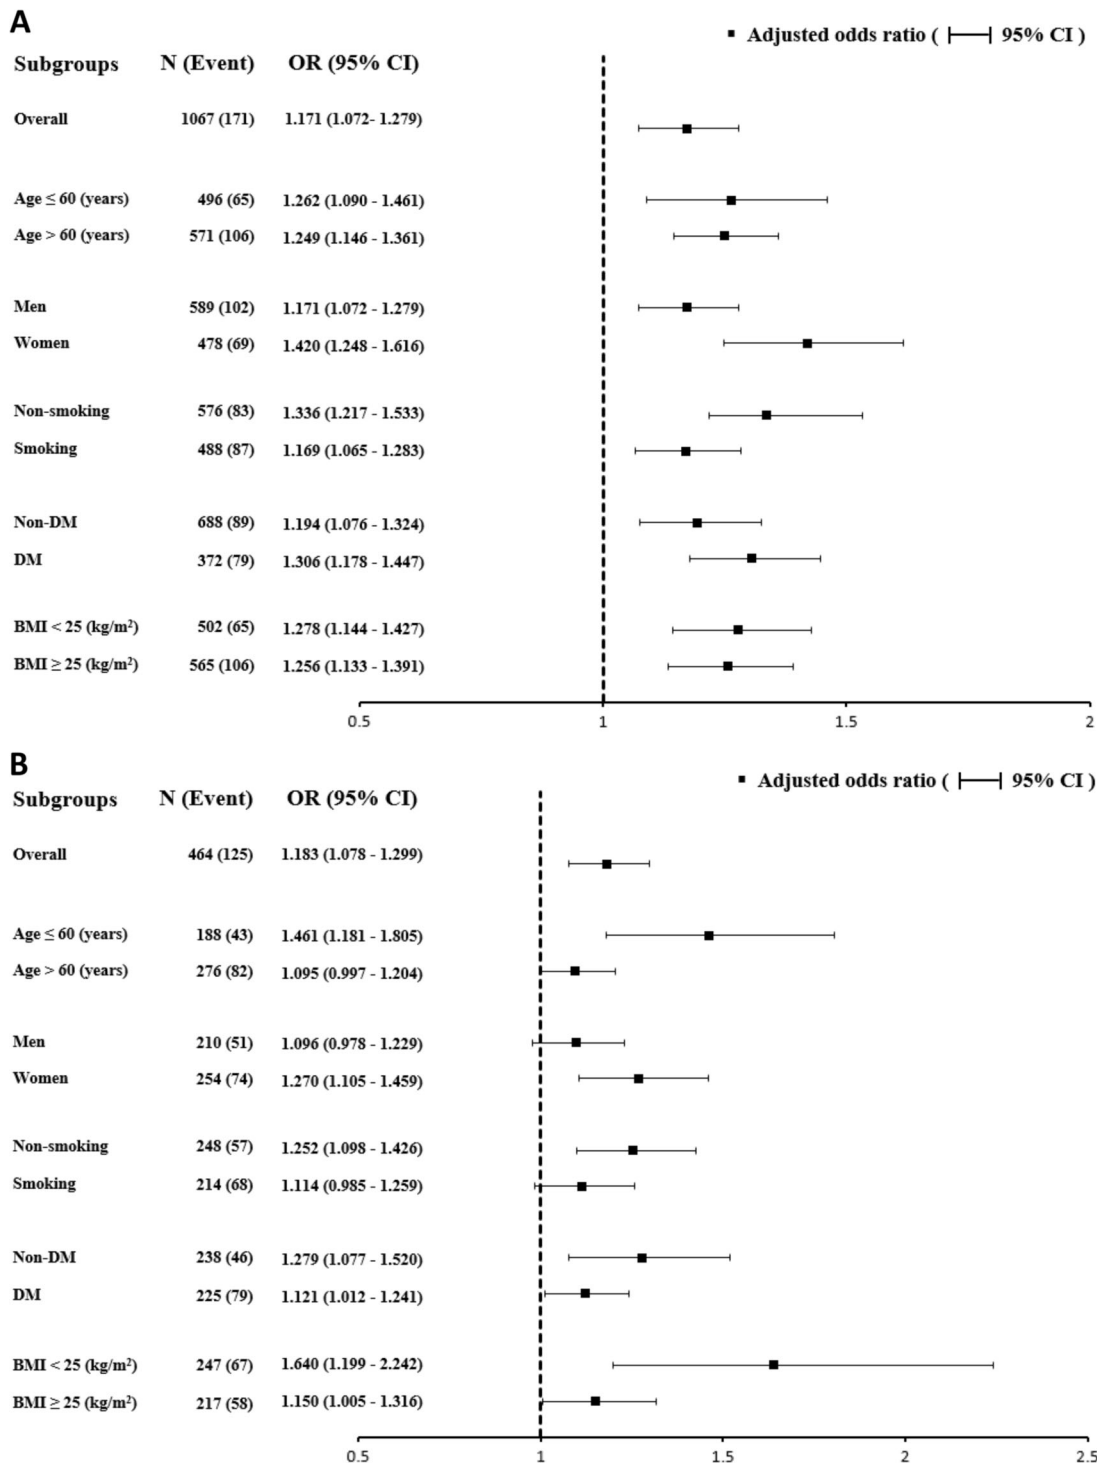 A
■ Adjusted odds ratio ( 95% CI )
Subgroups N (Event) OR (95% CI)
Overall 1067 (171) 1.171 (1.072- 1.279)
Age ≤ 60 (years) 496 (65) 1.262 (1.090 - 1.461)
Age > 60 (years) 571 (106) 1.249 (1.146 - 1.361)
Men 589 (102) 1.171 (1.072 - 1.279)
Women 478 (69) 1.420 (1.248 - 1.616)
Non-smoking 576 (83) 1.336 (1.217 - 1.533)
Smoking 488 (87) 1.169 (1.065 - 1.283)
Non-DM 688 (89) 1.194 (1.076 - 1.324)
DM 372 (79) 1.306 (1.178 - 1.447)
BMI < 25 (kg/m²) 502 (65) 1.278 (1.144 - 1.427)
BMI ≥ 25 (kg/m²) 565 (106) 1.256 (1.133 - 1.391)
0.5 1 1.5 2
B
■ Adjusted odds ratio ( 95% CI )
Subgroups N (Event) OR (95% CI)
Overall 464 (125) 1.183 (1.078 - 1.299)
Age ≤ 60 (years) 188 (43) 1.461 (1.181 - 1.805)
Age > 60 (years) 276 (82) 1.095 (0.997 - 1.204)
Men 210 (51) 1.096 (0.978 - 1.229)
Women 254 (74) 1.270 (1.105 - 1.459)
Non-smoking 248 (57) 1.252 (1.098 - 1.426)
Smoking 214 (68) 1.114 (0.985 - 1.259)
Non-DM 238 (46) 1.279 (1.077 - 1.520)
DM 225 (79) 1.121 (1.012 - 1.241)
BMI < 25 (kg/m²) 247 (67) 1.640 (1.199 - 2.242)
BMI ≥ 25 (kg/m²) 217 (58) 1.150 (1.005 - 1.316)
0.5 1 1.5 2 2.5